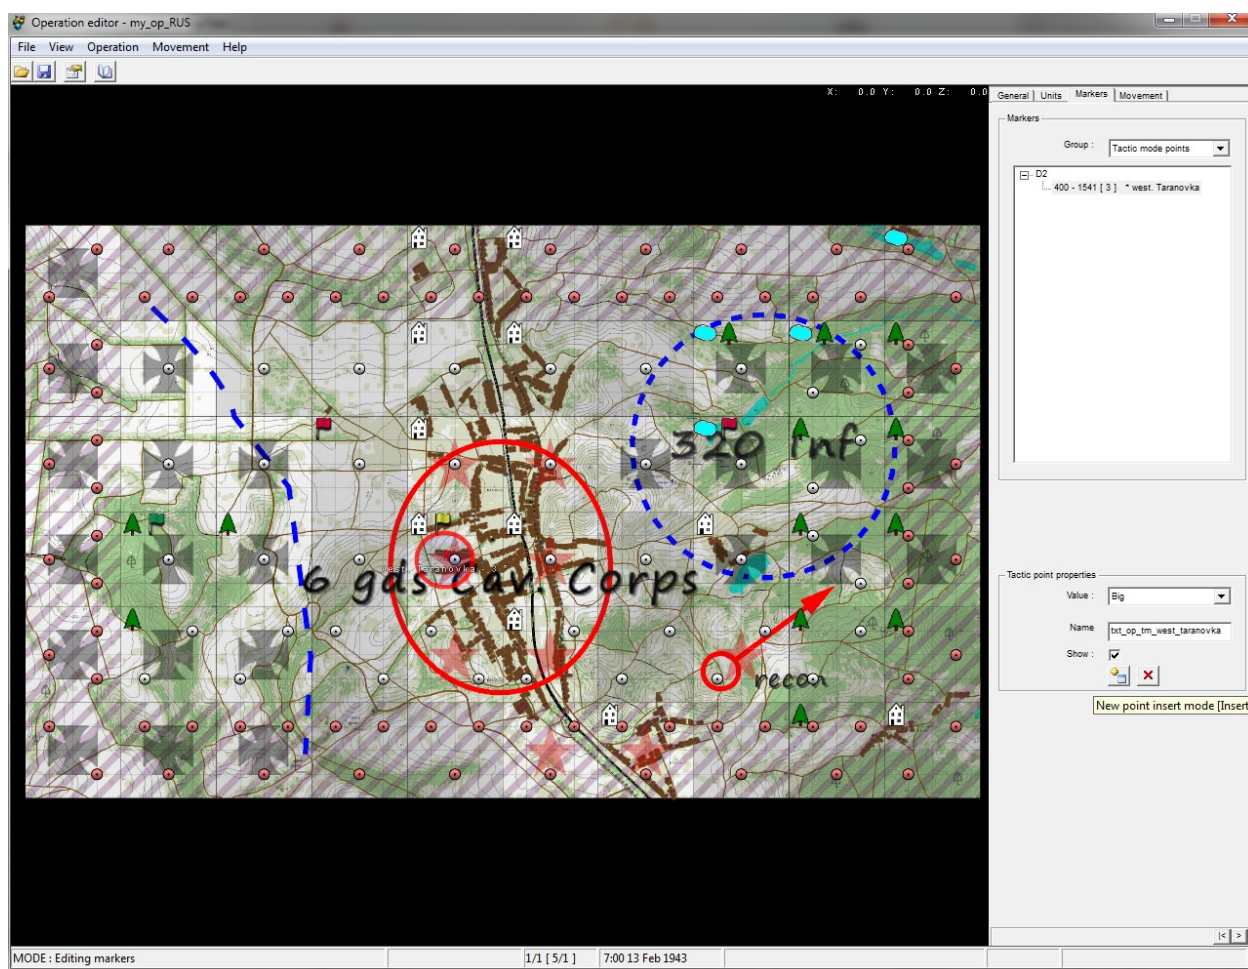 Operation editor - my_op_RUS
File View Operation Movement Help
X: 0.0 Y: 0.0 Z: 0.0
General Units Markers Movement
Markers
Group : Tactic mode points
D2
400 - 1541 [ 3 ] * west. Taranovka
320 inf
west. Taranovka - 3
6 gds Cav. Corps
recon
Tactic point properties
Value : Big
Name txt_op_tm_west_taranovka
Show :
New point insert mode [Insert
MODE : Editing markers 1/1 [ 5/1 ] 7:00 13 Feb 1943